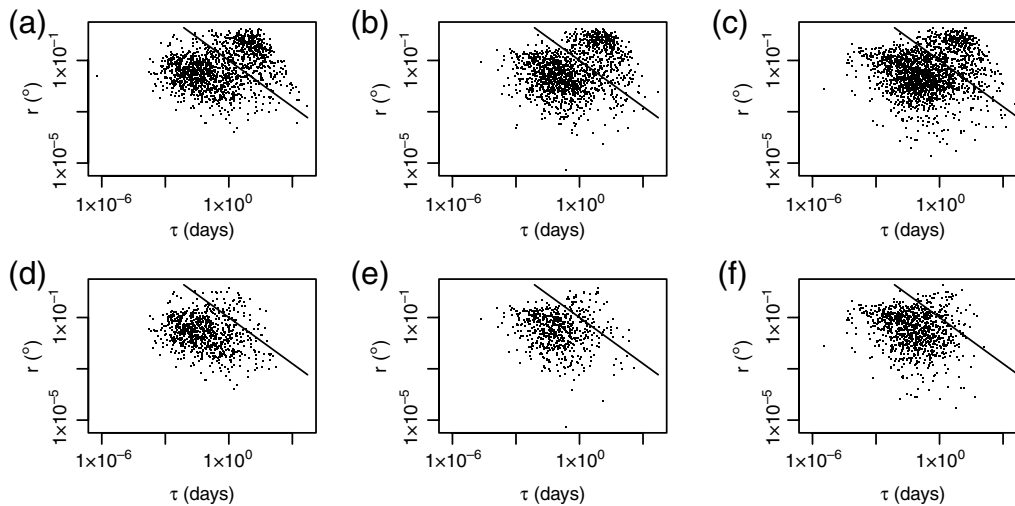 (a)
r (°)
1×10⁻¹
1×10⁻⁵
1×10⁻⁶
1×10⁰
τ (days)
(b)
r (°)
1×10⁻¹
1×10⁻⁵
1×10⁻⁶
1×10⁰
τ (days)
(c)
r (°)
1×10⁻¹
1×10⁻⁵
1×10⁻⁶
1×10⁰
τ (days)
(d)
r (°)
1×10⁻¹
1×10⁻⁵
1×10⁻⁶
1×10⁰
τ (days)
(e)
r (°)
1×10⁻¹
1×10⁻⁵
1×10⁻⁶
1×10⁰
τ (days)
(f)
r (°)
1×10⁻¹
1×10⁻⁵
1×10⁻⁶
1×10⁰
τ (days)